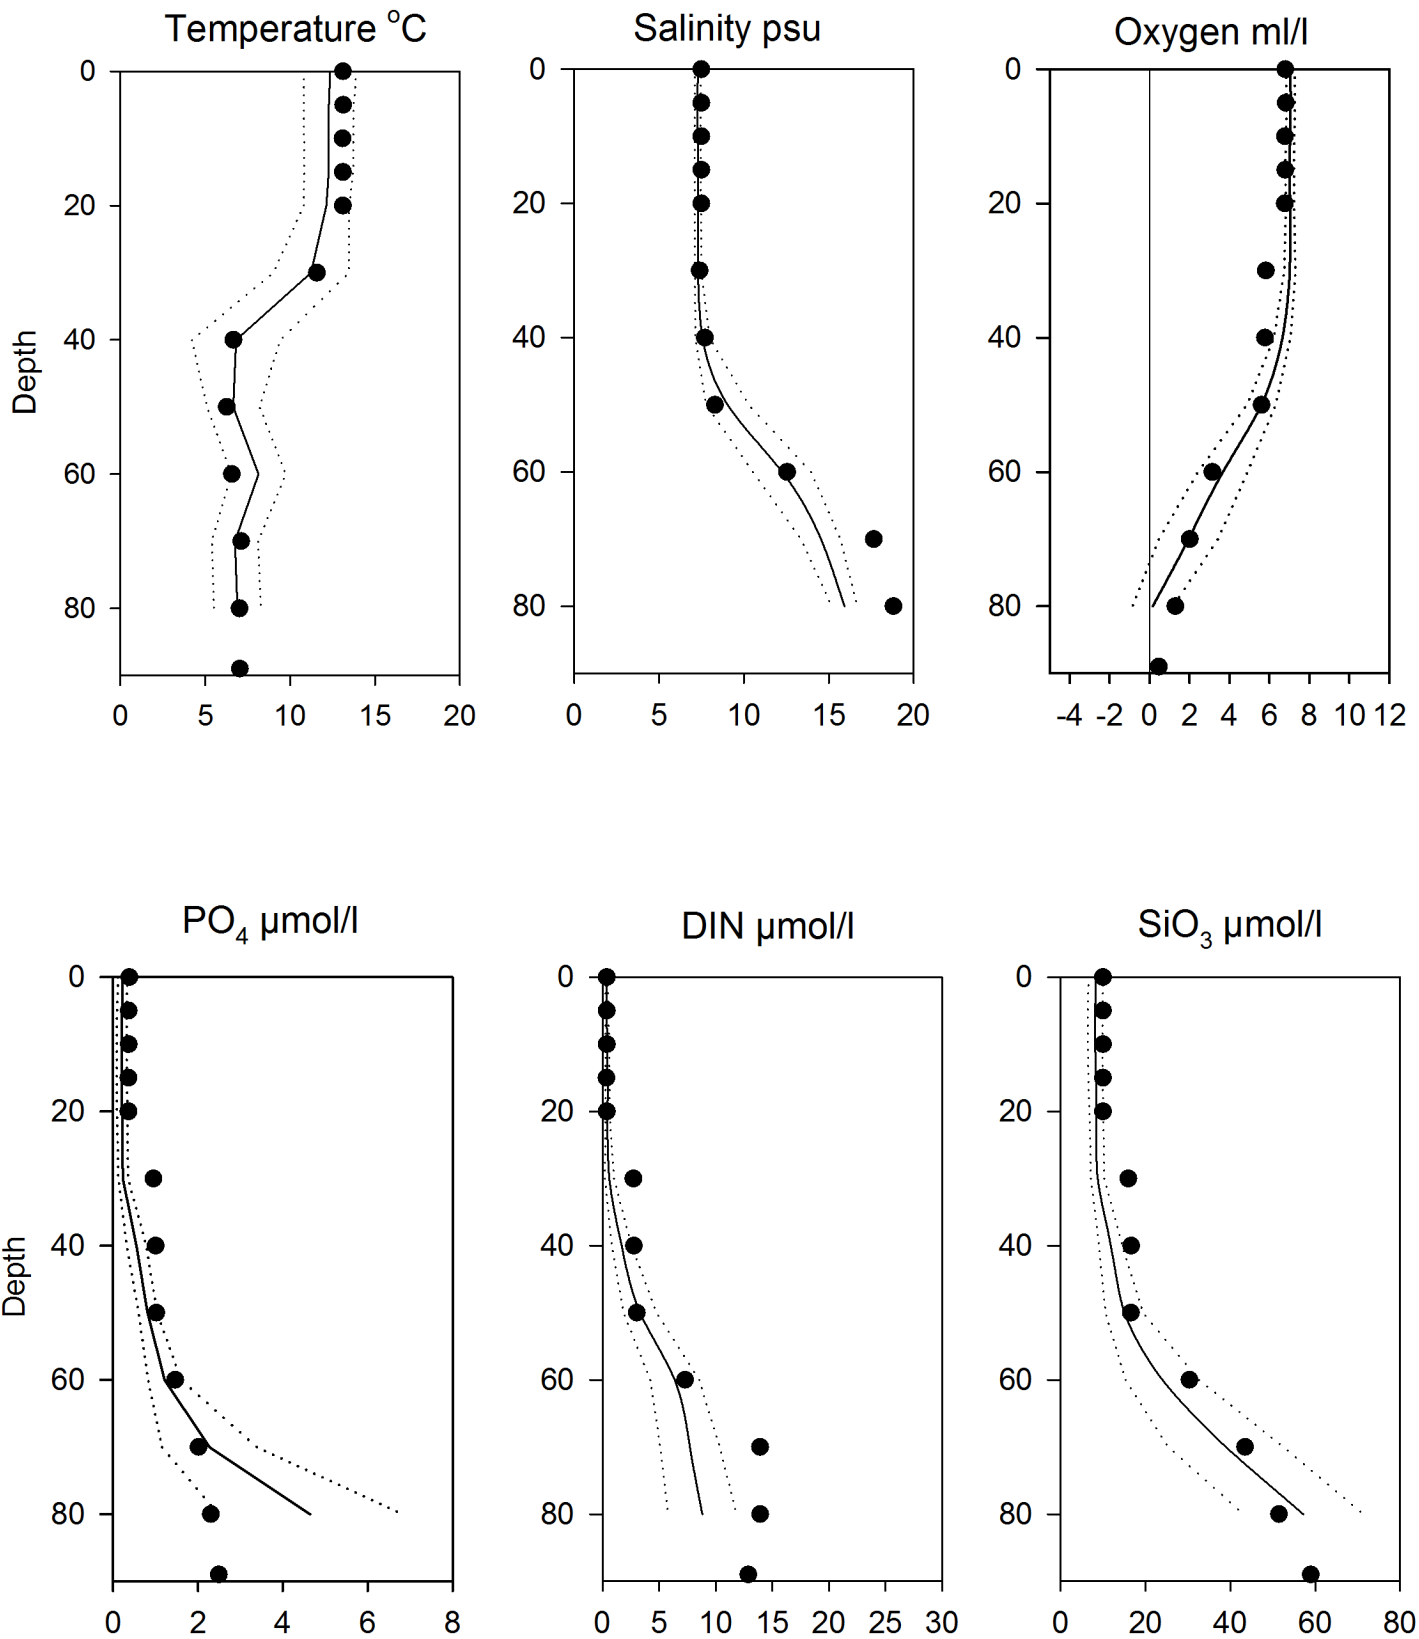 Temperature °C
Salinity psu
Oxygen ml/l
0
20
40
60
80
Depth
0 5 10 15 20
0
20
40
60
80
0 5 10 15 20
0
20
40
60
80
-4 -2 0 2 4 6 8 10 12
PO4 µmol/l
DIN µmol/l
SiO3 µmol/l
0
20
40
60
80
Depth
0 2 4 6 8
0
20
40
60
80
0 5 10 15 20 25 30
0
20
40
60
80
0 20 40 60 80